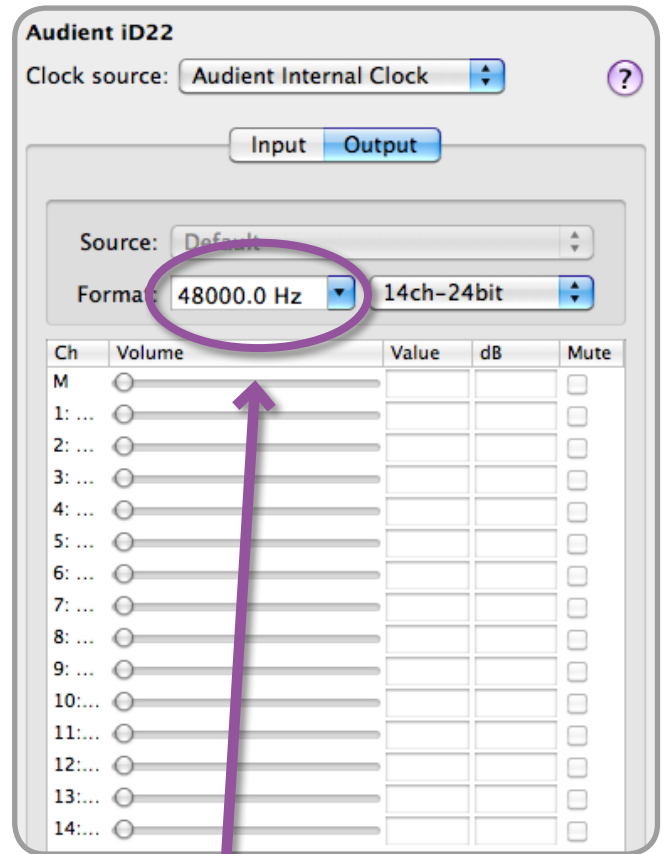 Audient iD22
Clock source: Audient Internal Clock ?
Input Output
Source: Default
Format: 48000.0 Hz 14ch-24bit
Ch Volume Value dB Mute
M
1: ...
2: ...
3: ...
4: ...
5: ...
6: ...
7: ...
8: ...
9: ...
10:...
11:...
12:...
13:...
14:...